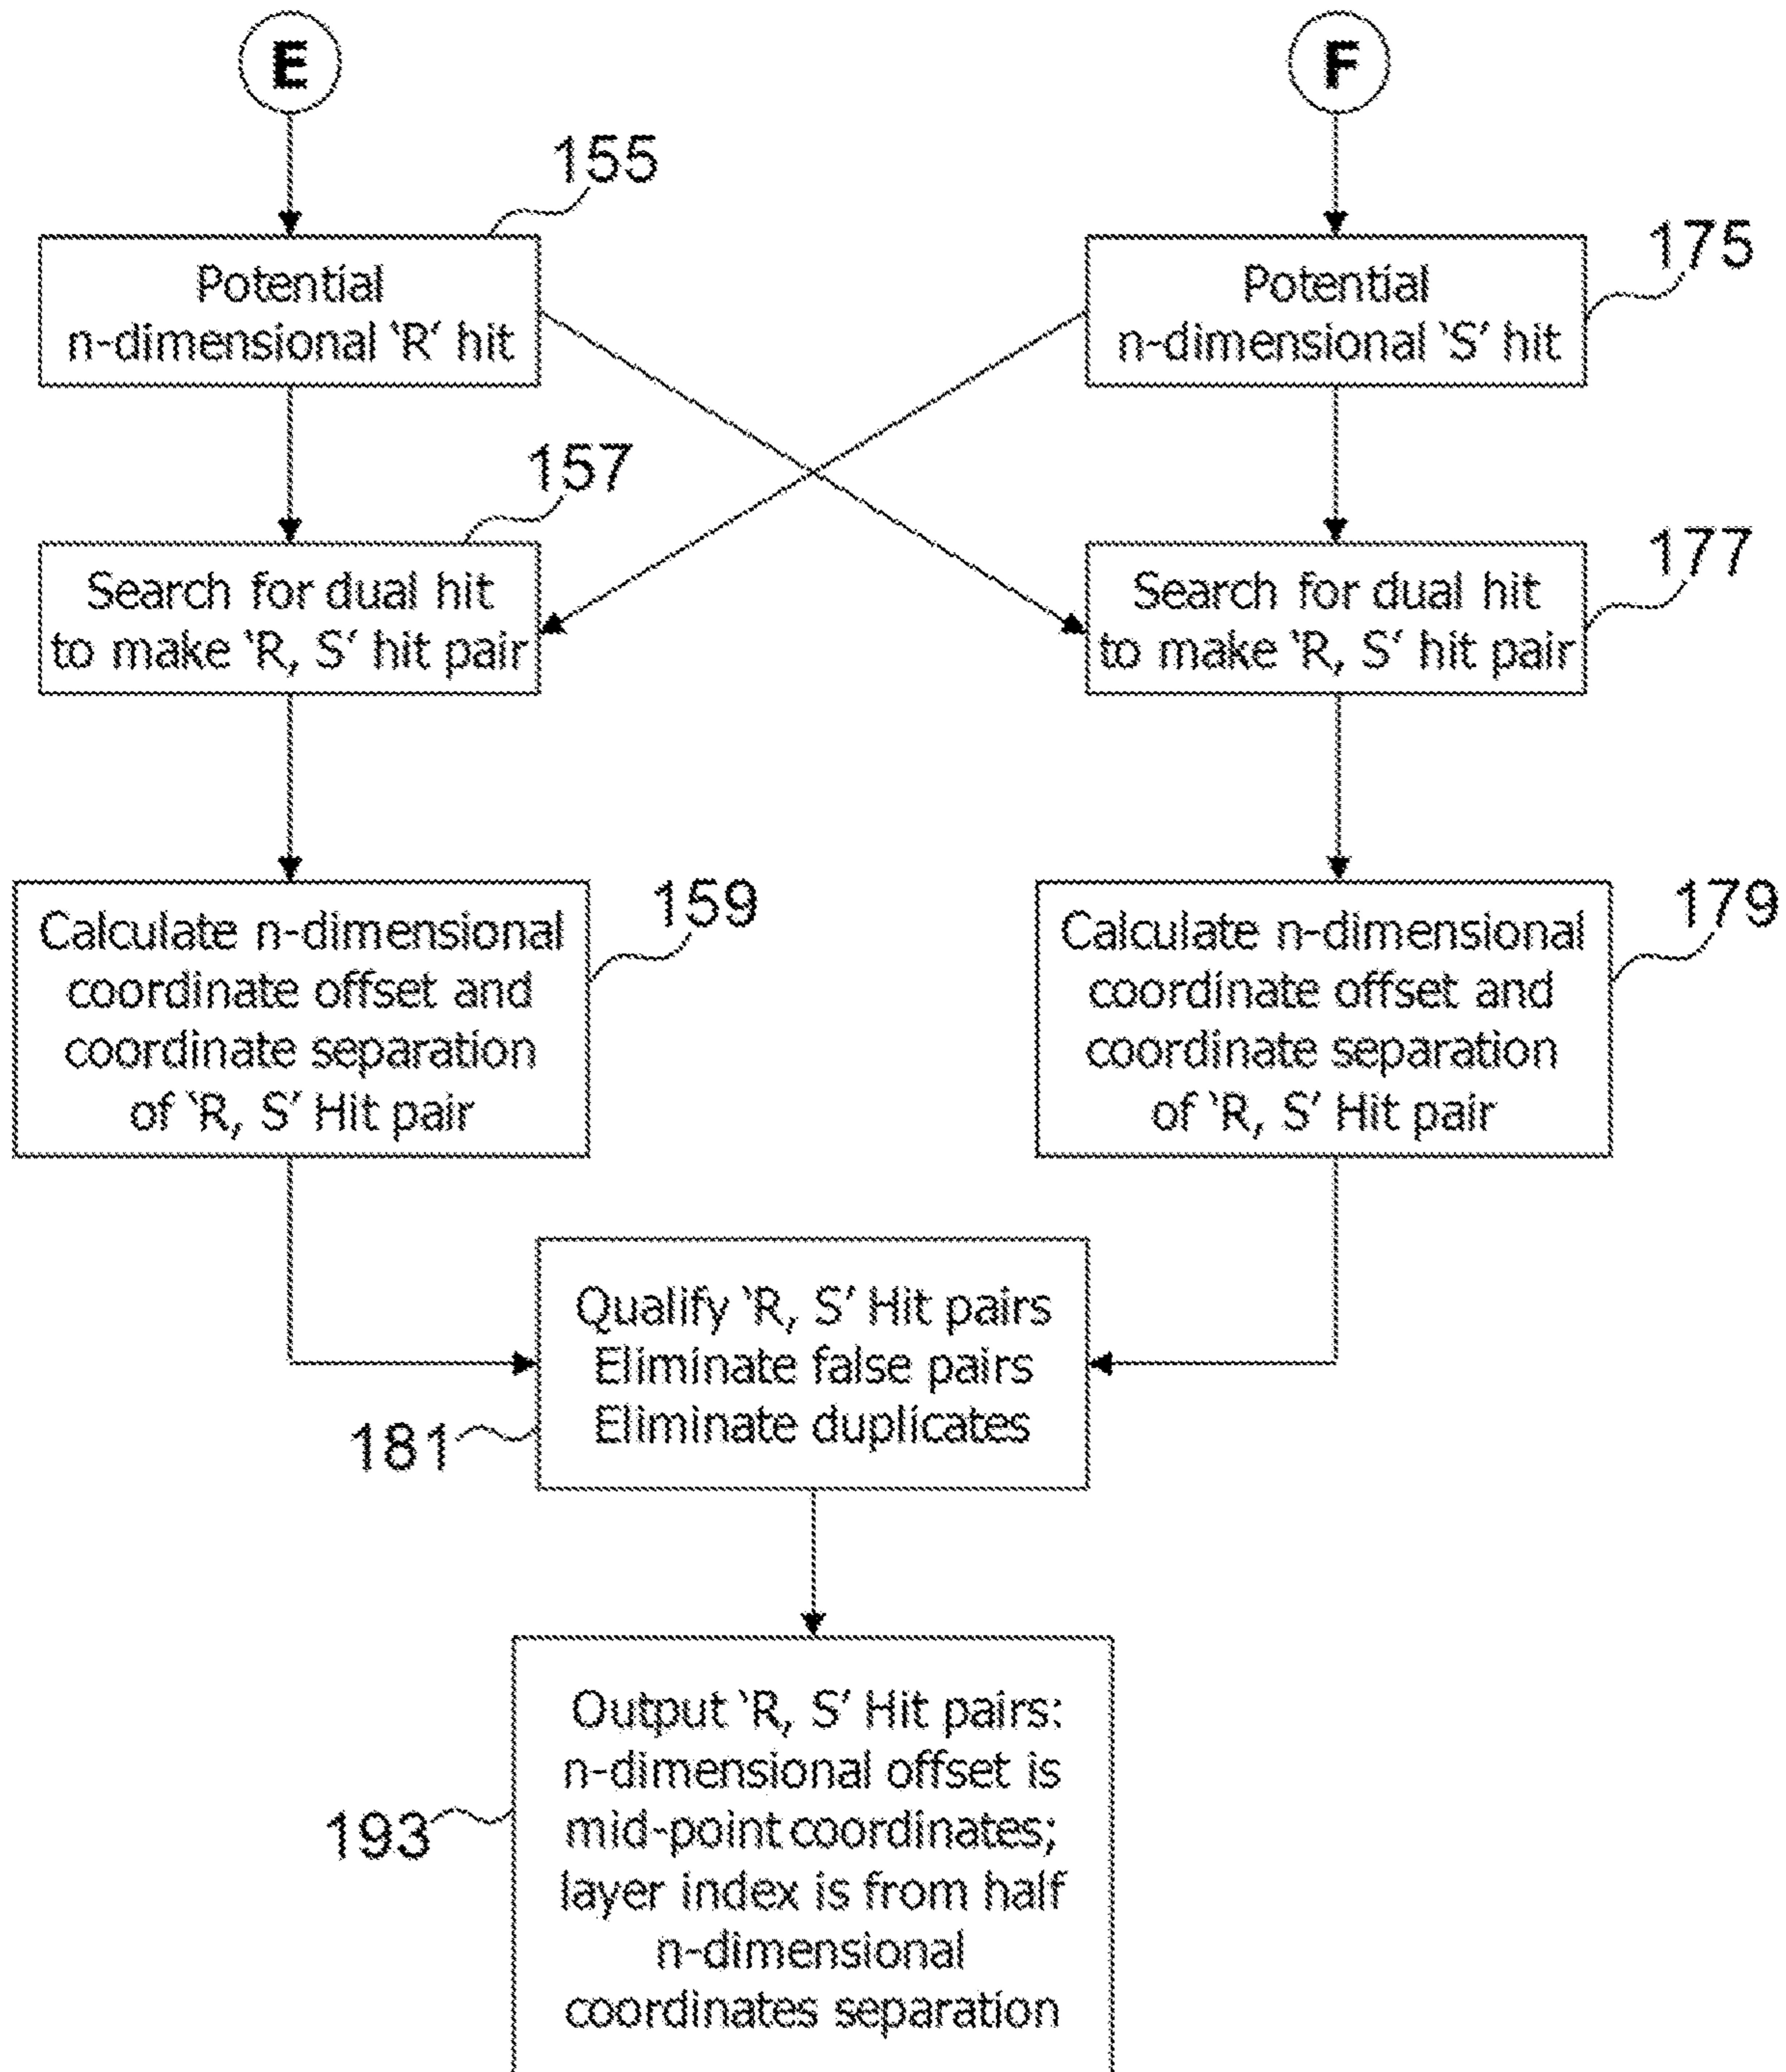 E
F
155
175
Potential
n-dimensional ‘R’ hit
Potential
n-dimensional ‘S’ hit
157
177
Search for dual hit
to make ‘R, S’ hit pair
Search for dual hit
to make ‘R, S’ hit pair
159
179
Calculate n-dimensional
coordinate offset and
coordinate separation
of ‘R, S’ Hit pair
Calculate n-dimensional
coordinate offset and
coordinate separation
of ‘R, S’ Hit pair
Qualify ‘R, S’ Hit pairs
Eliminate false pairs
Eliminate duplicates
181
Output ‘R, S’ Hit pairs:
n-dimensional offset is
mid-point coordinates;
layer index is from half
n-dimensional
coordinates separation
193